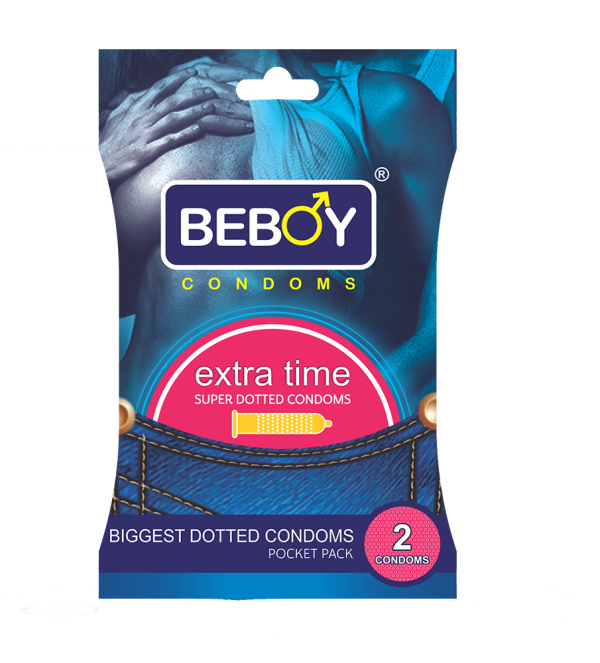 ®
BEBOY
CONDOMS
extra time
SUPER DOTTED CONDOMS
BIGGEST DOTTED CONDOMS
POCKET PACK
2
CONDOMS